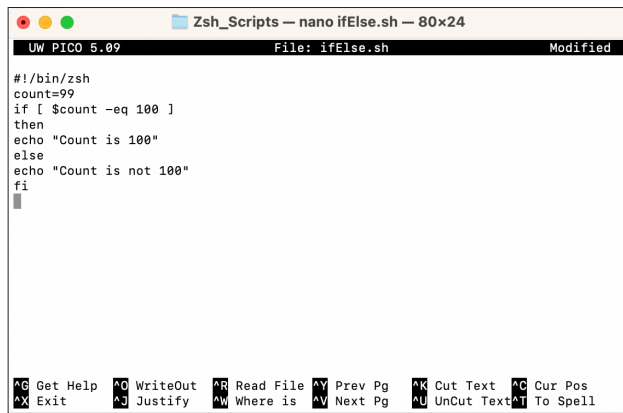 Zsh_Scripts — nano ifElse.sh — 80×24
UW PICO 5.09 File: ifElse.sh Modified
#!/bin/zsh
count=99
if [ $count -eq 100 ]
then
echo "Count is 100"
else
echo "Count is not 100"
fi
^G Get Help ^O WriteOut ^R Read File ^Y Prev Pg ^K Cut Text ^C Cur Pos
^X Exit ^J Justify ^W Where is ^V Next Pg ^U UnCut Text^T To Spell